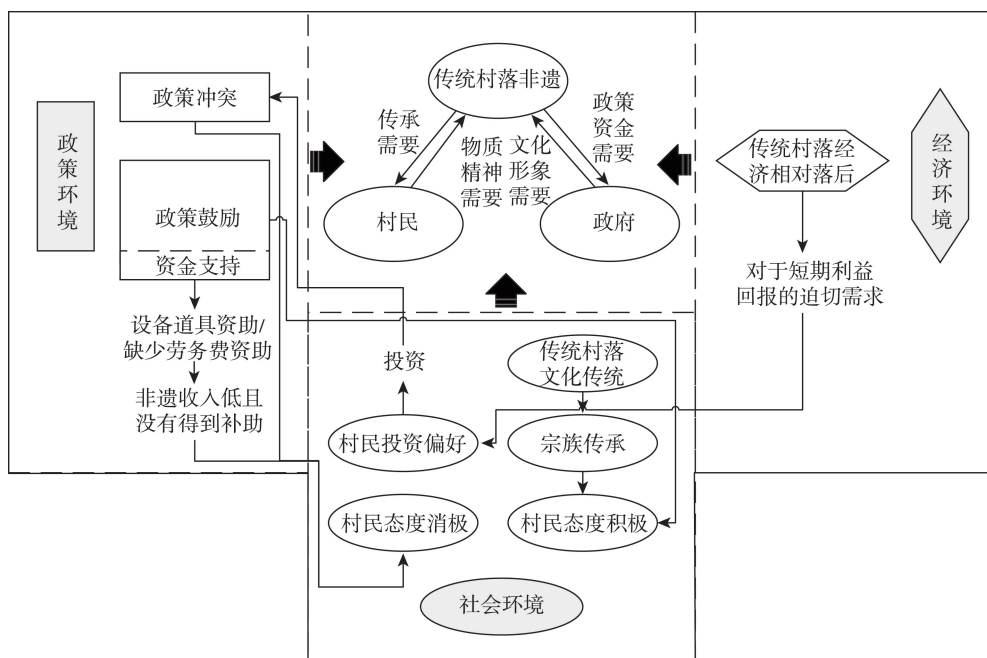 政策环境
政策冲突
政策鼓励
资金支持
设备道具资助/
缺少劳务费资助
非遗收入低且
没有得到补助
传统村落非遗
传承
需要
物质
精神
需要
文化
形象
需要
政策
资金
需要
村民
政府
传统村落经
济相对落后
经济环境
对于短期利益
回报的迫切需求
投资
传统村落
文化传统
村民投资偏好
宗族传承
村民态度消极
村民态度积极
社会环境